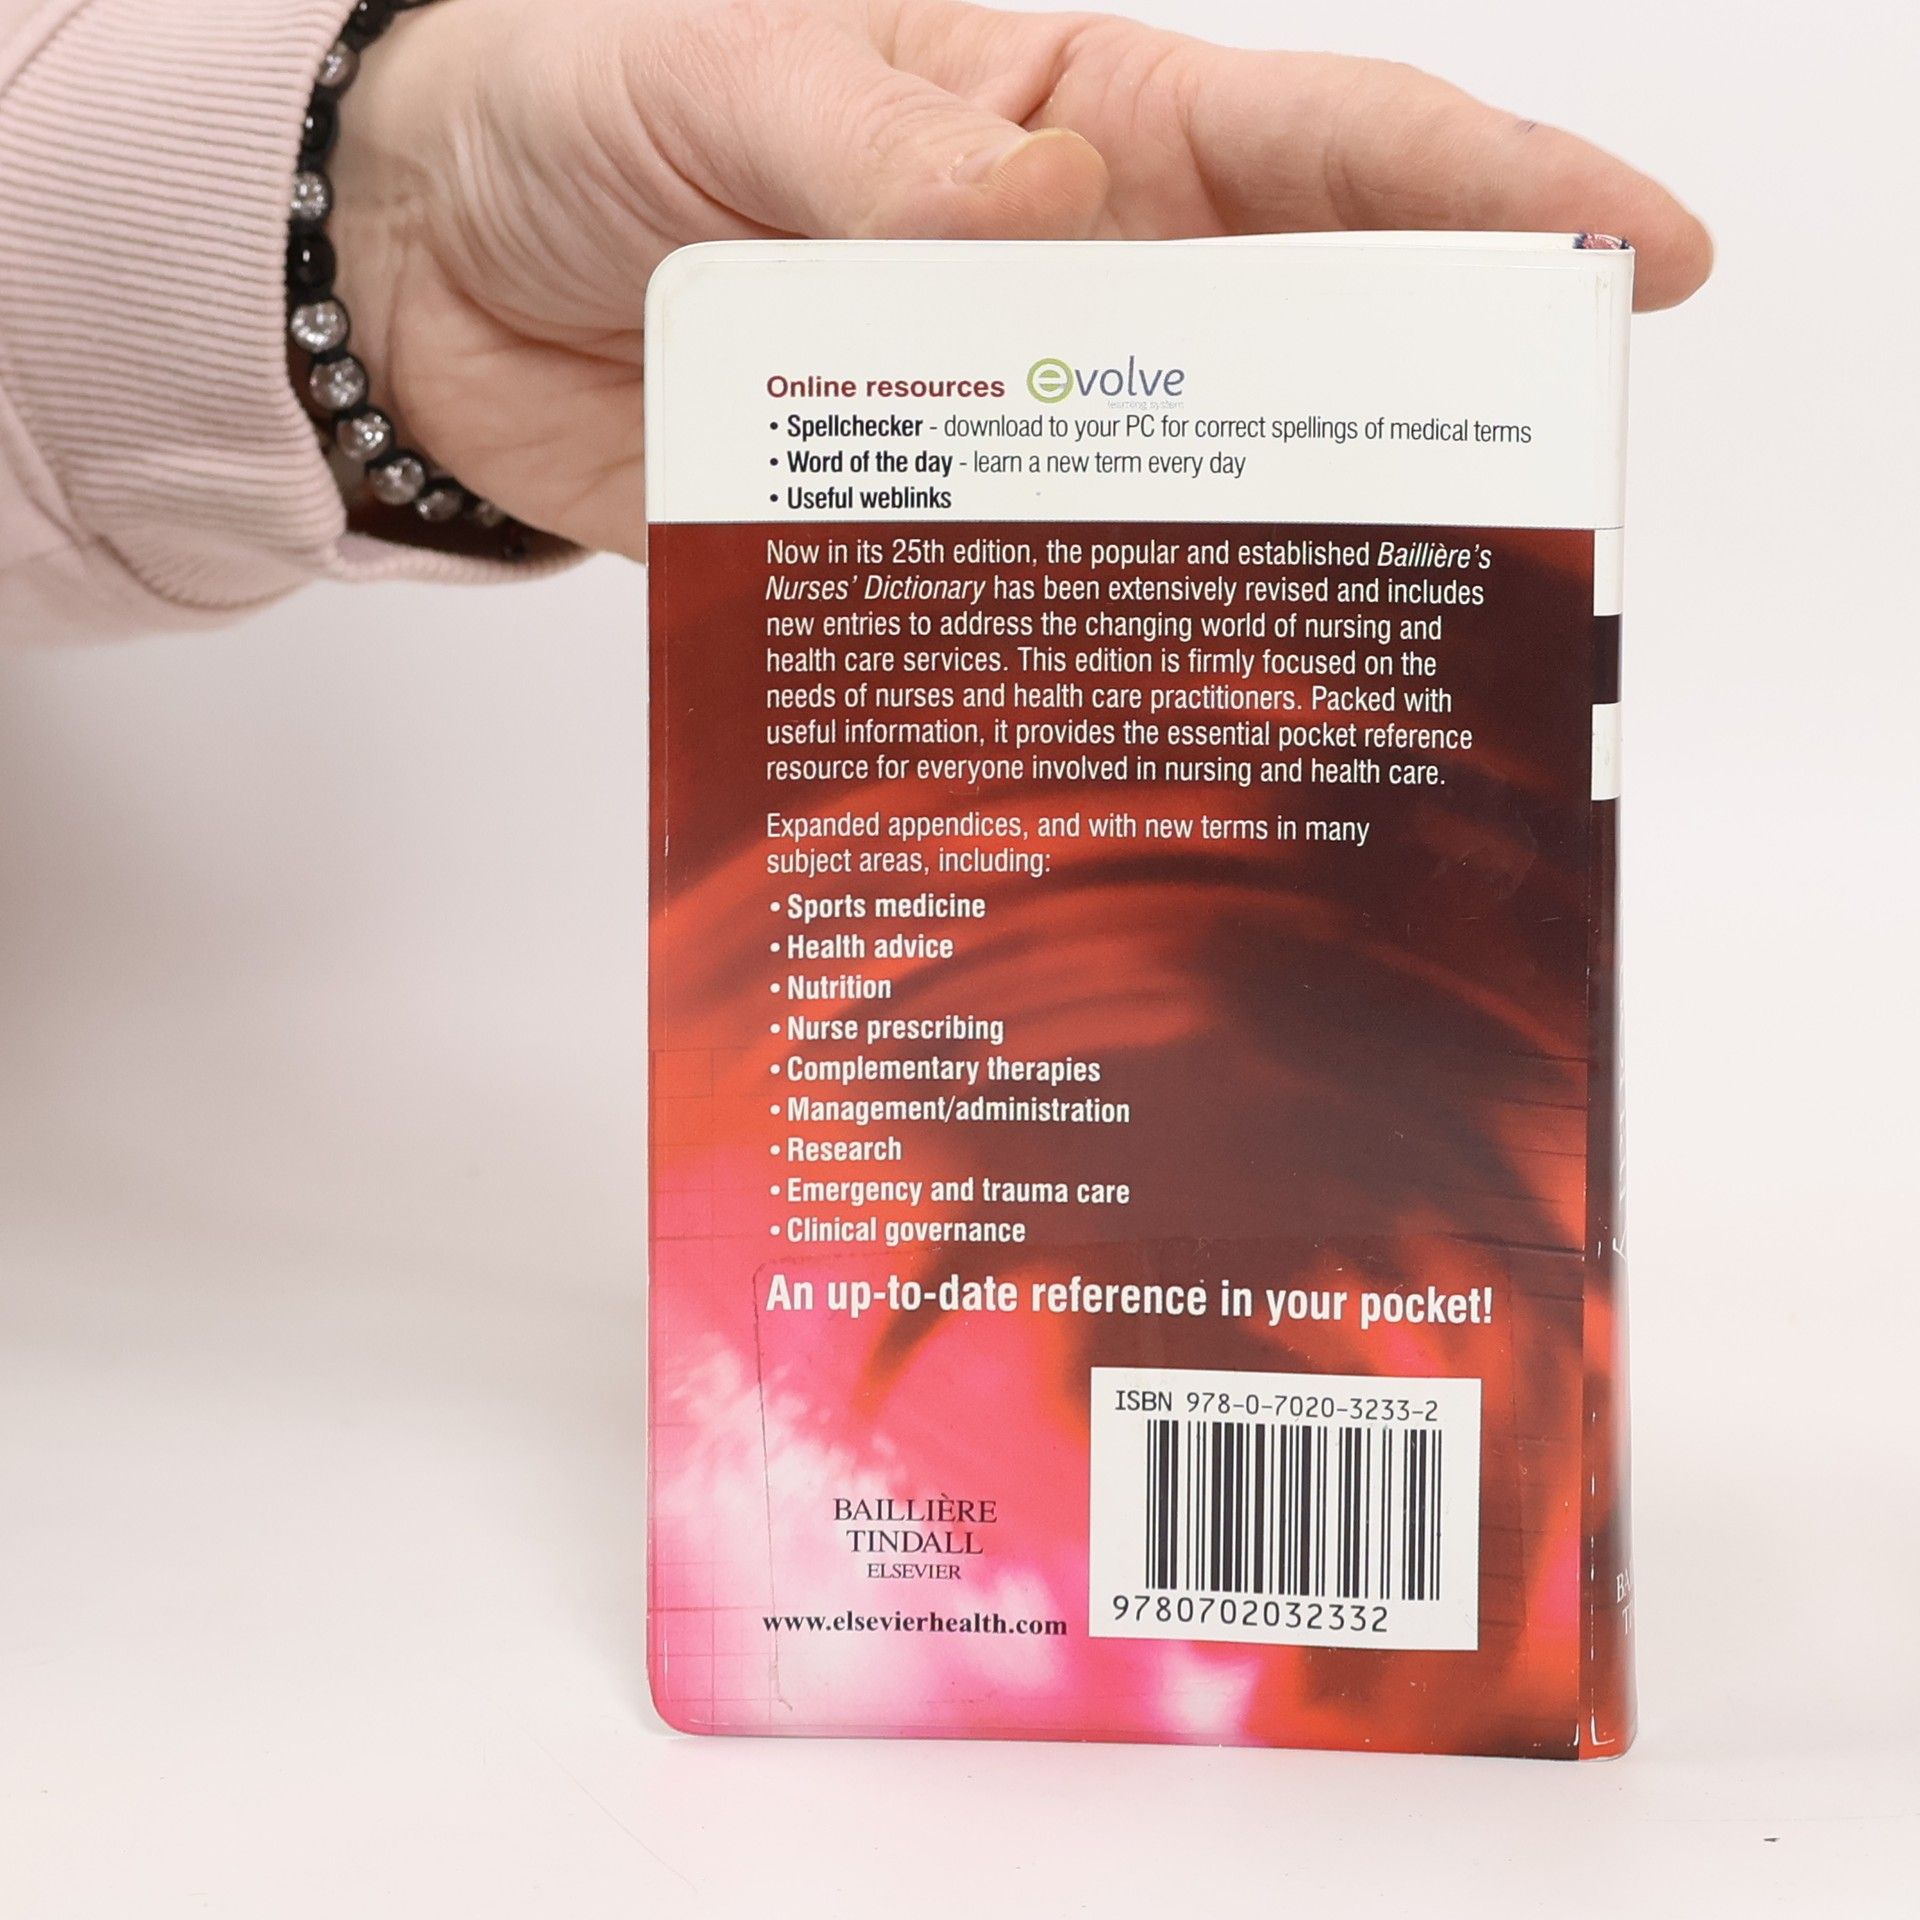 Online resources evolve
learning system
• Spellchecker - download to your PC for correct spellings of medical terms
• Word of the day - learn a new term every day
• Useful weblinks
Now in its 25th edition, the popular and established Baillière's
Nurses' Dictionary has been extensively revised and includes
new entries to address the changing world of nursing and
health care services. This edition is firmly focused on the
needs of nurses and health care practitioners. Packed with
useful information, it provides the essential pocket reference
resource for everyone involved in nursing and health care.
Expanded appendices, and with new terms in many
subject areas, including:
• Sports medicine
• Health advice
• Nutrition
• Nurse prescribing
• Complementary therapies
• Management/administration
• Research
• Emergency and trauma care
• Clinical governance
An up-to-date reference in your pocket!
ISBN 978-0-7020-3233-2
9780702032332
BAILLIÈRE
TINDALL
ELSEVIER
www.elsevierhealth.com